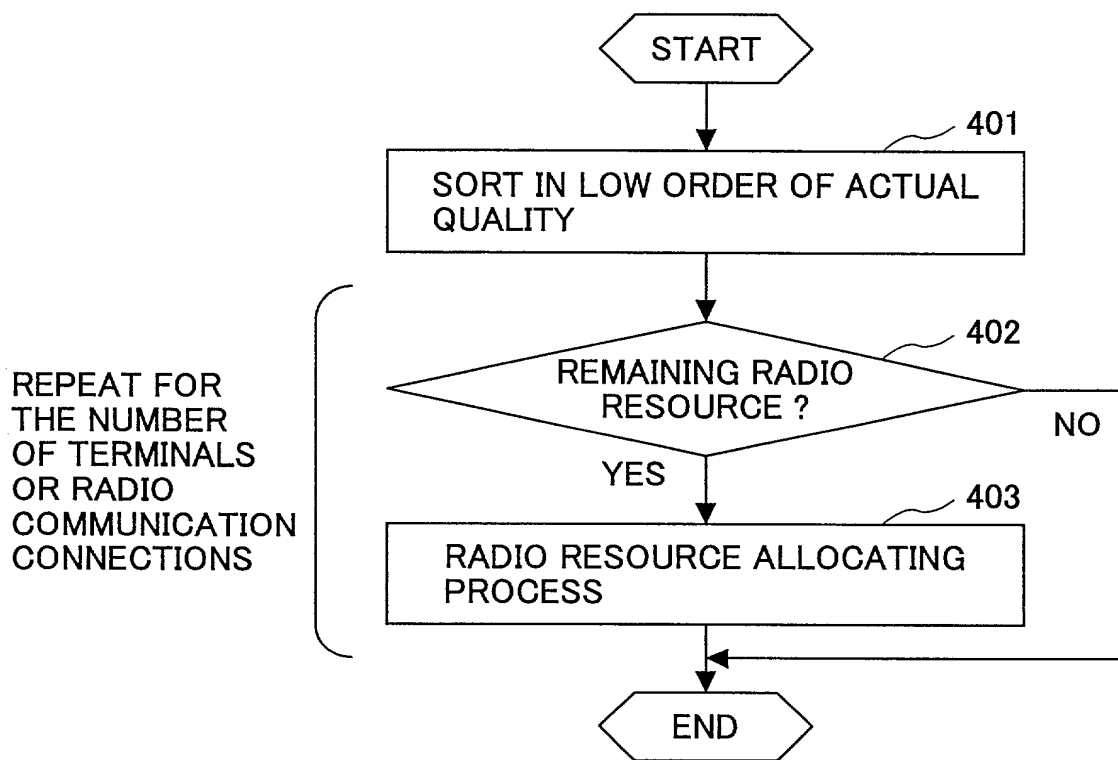 START
401
SORT IN LOW ORDER OF ACTUAL
QUALITY
402
REMAINING RADIO
RESOURCE ?
NO
YES
REPEAT FOR
THE NUMBER
OF TERMINALS
OR RADIO
COMMUNICATION
CONNECTIONS
403
RADIO RESOURCE ALLOCATING
PROCESS
END